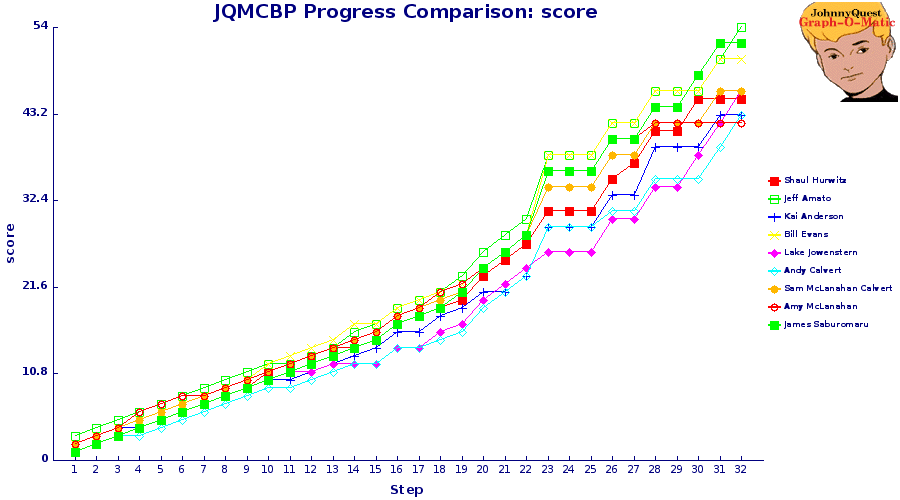 JQMCBP Progress Comparison: score
JohnnyQuest
Graph-O-Matic
54
43.2
32.4
21.6
10.8
0
score
1 2 3 4 5 6 7 8 9 10 11 12 13 14 15 16 17 18 19 20 21 22 23 24 25 26 27 28 29 30 31 32
Step
Shaul Hurwitz
Jeff Amato
Kai Anderson
Bill Evans
Lake Jowenstern
Andy Calvert
Sam McLanahan Calvert
Amy McLanahan
James Saburomaru